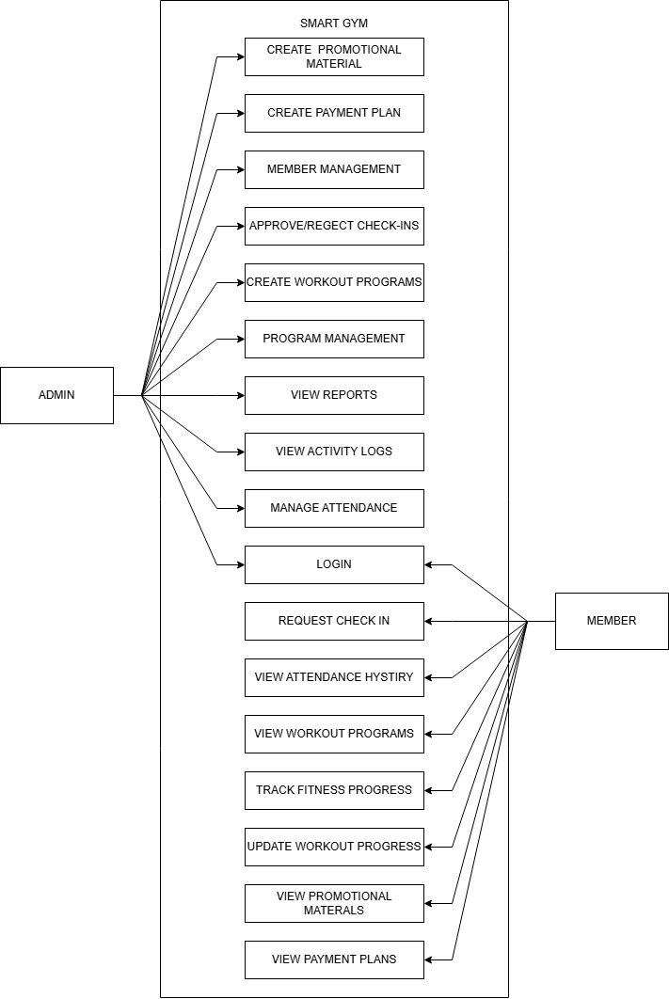 SMART GYM
CREATE PROMOTIONAL
MATERIAL
CREATE PAYMENT PLAN
MEMBER MANAGEMENT
APPROVE/REGECT CHECK-INS
CREATE WORKOUT PROGRAMS
PROGRAM MANAGEMENT
ADMIN
VIEW REPORTS
VIEW ACTIVITY LOGS
MANAGE ATTENDANCE
LOGIN
REQUEST CHECK IN
MEMBER
VIEW ATTENDANCE HYSTIRY
VIEW WORKOUT PROGRAMS
TRACK FITNESS PROGRESS
UPDATE WORKOUT PROGRESS
VIEW PROMOTIONAL
MATERALS
VIEW PAYMENT PLANS